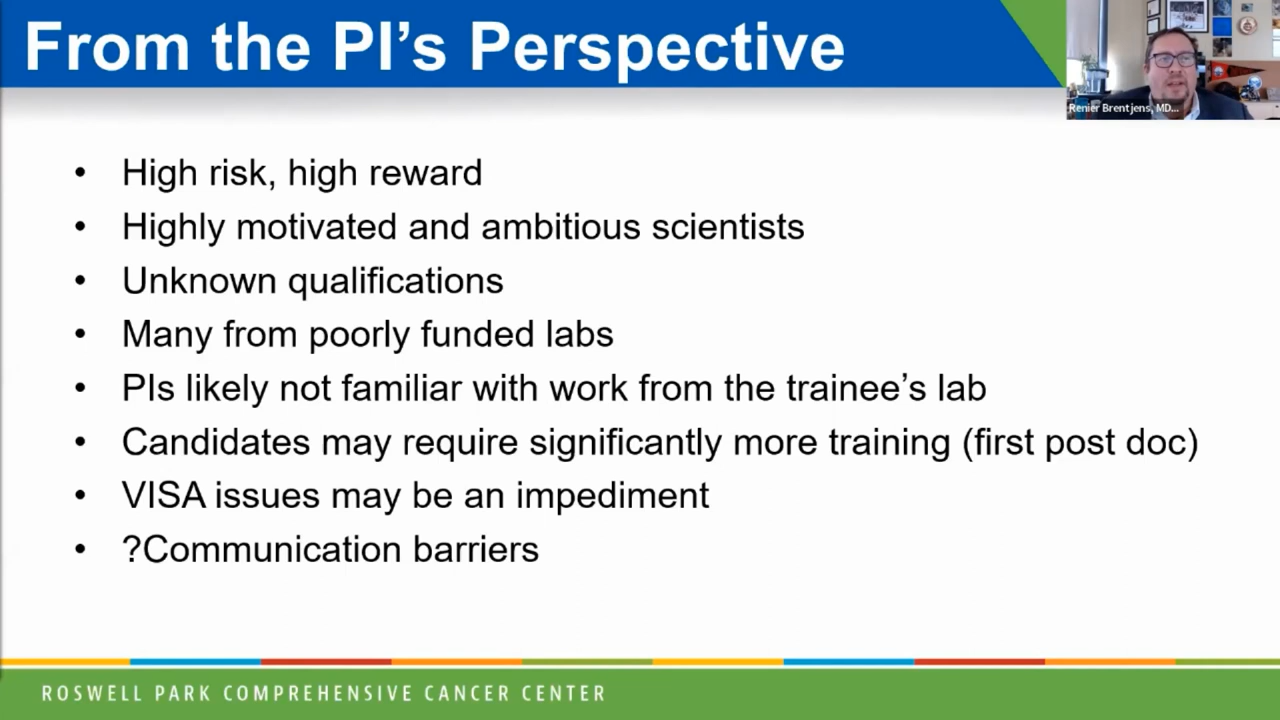 From the PI’s Perspective
Renier Brentjens, MD...
• High risk, high reward
• Highly motivated and ambitious scientists
• Unknown qualifications
• Many from poorly funded labs
• PIs likely not familiar with work from the trainee’s lab
• Candidates may require significantly more training (first post doc)
• VISA issues may be an impediment
• ?Communication barriers
ROSWELL PARK COMPREHENSIVE CANCER CENTER